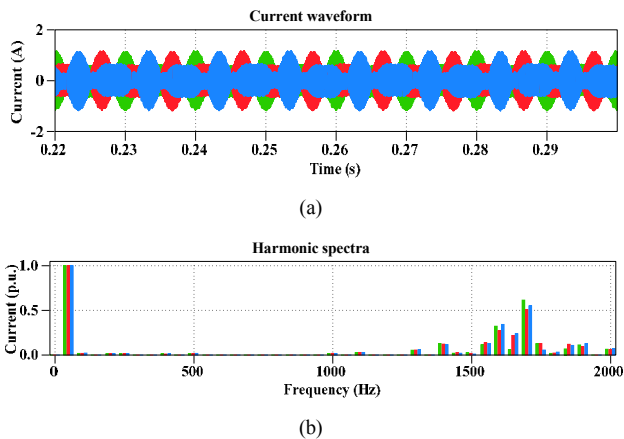 Current waveform
2
0
-2
Current (A)
0.22 0.23 0.24 0.25 0.26 0.27 0.28 0.29
Time (s)
(a)
Harmonic spectra
1.0
0.5
0.0
Current (p.u.)
0 500 1000 1500 2000
Frequency (Hz)
(b)